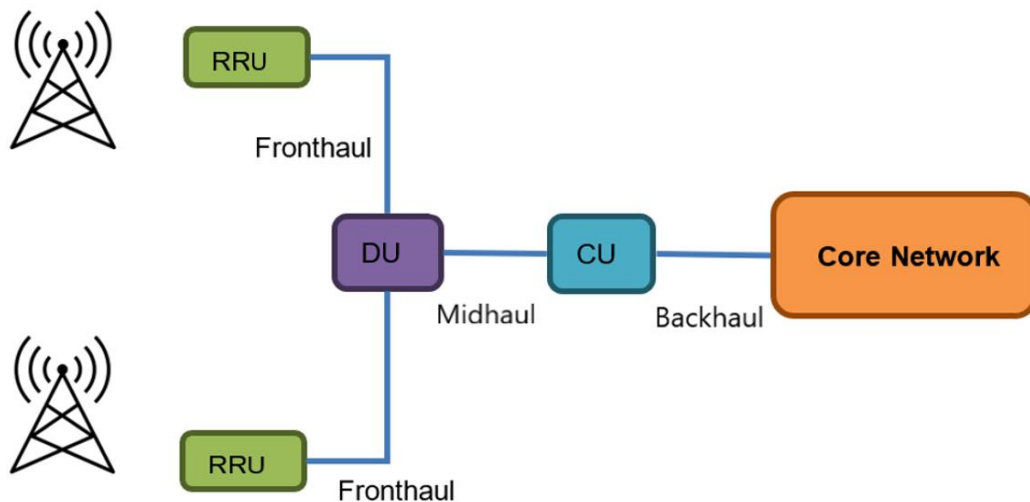 RRU
Fronthaul
DU
CU
Core Network
Midhaul
Backhaul
RRU
Fronthaul